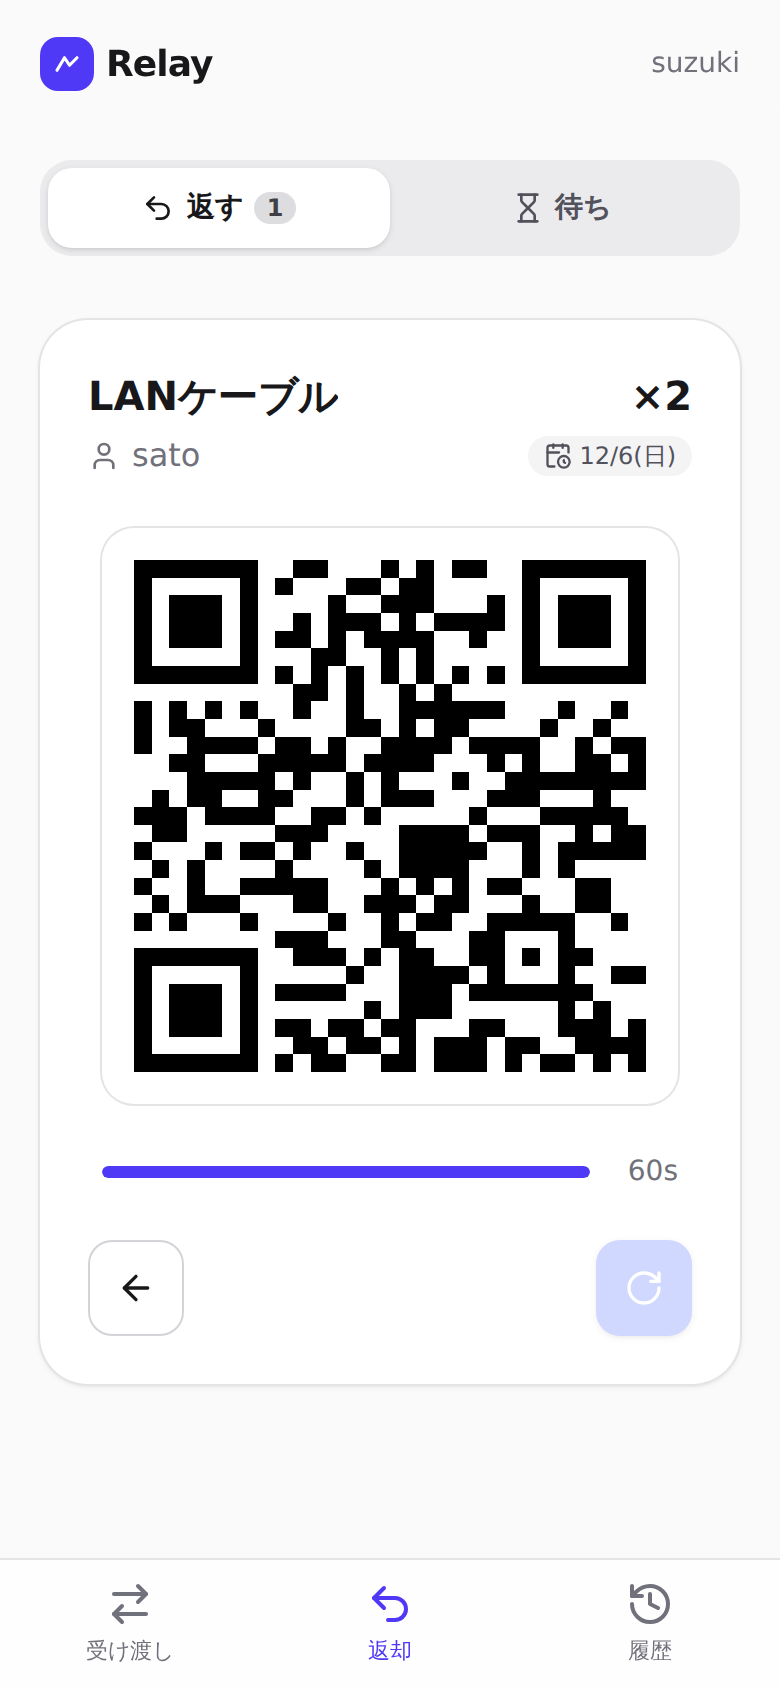 Relay
suzuki
返す 1
待ち
LANケーブル ×2
sato
12/6(日)
60s
受け渡し
返却
履歴